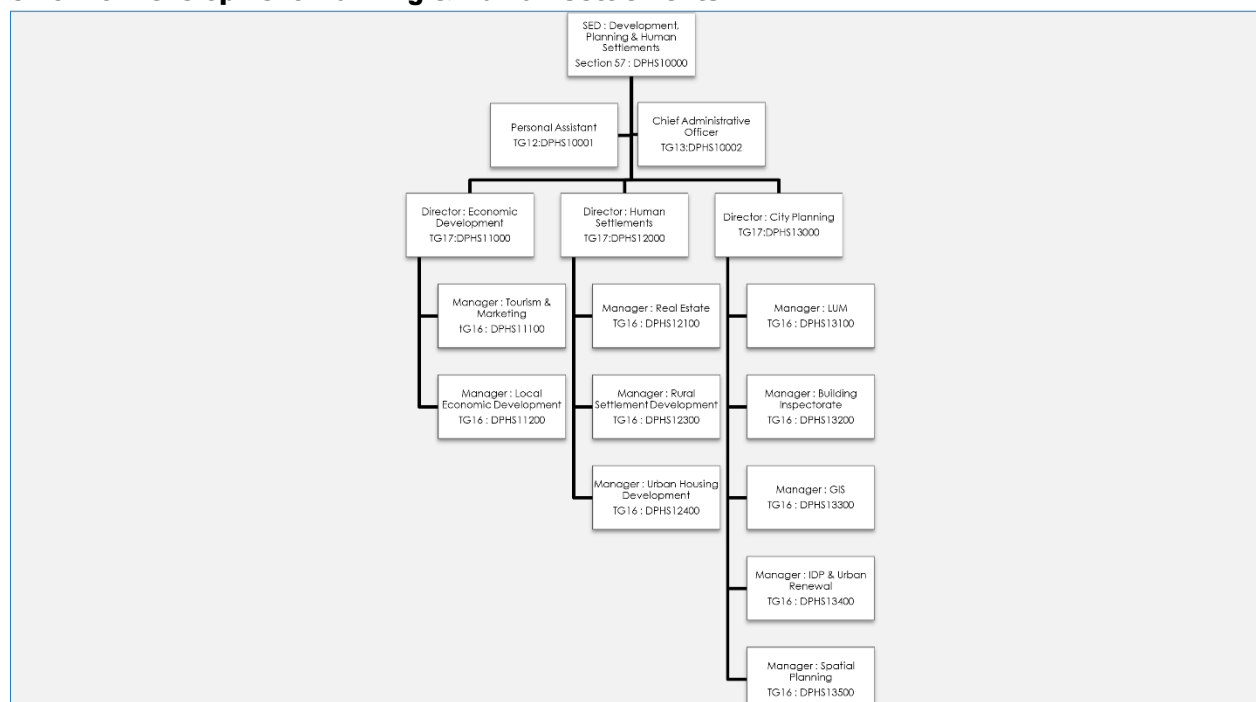 SED : Development,
Planning & Human
Settlements
Section 57 : DPHS10000
Personal Assistant
TG12:DPHS10001
Chief Administrative
Officer
TG13:DPHS10002
Director : Economic
Development
TG17:DPHS11000
Director : Human
Settlements
TG17:DPHS12000
Director : City Planning
TG17:DPHS13000
Manager : Tourism &
Marketing
tG16 : DPHS11100
Manager : Local
Economic Development
TG16 : DPHS11200
Manager : Real Estate
TG16 : DPHS12100
Manager : Rural
Settlement Development
TG16 : DPHS12300
Manager : Urban Housing
Development
TG16 : DPHS12400
Manager : LUM
TG16 : DPHS13100
Manager : Building
Inspectorate
TG16 : DPHS13200
Manager : GIS
TG16 : DPHS13300
Manager : IDP & Urban
Renewal
TG16 : DPHS13400
Manager : Spatial
Planning
TG16 : DPHS13500